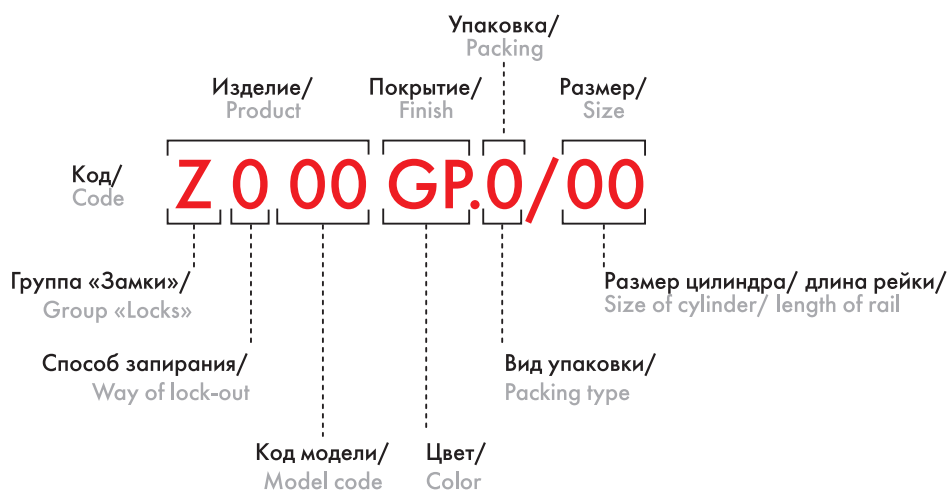 Упаковка/
Packing
Изделие/
Product
Покрытие/
Finish
Размер/
Size
Код/
Code
Z 0 00 GP.0/00
Группа «Замки»/
Group «Locks»
Размер цилиндра/ длина рейки/
Size of cylinder/ length of rail
Способ запирания/
Way of lock-out
Вид упаковки/
Packing type
Код модели/
Model code
Цвет/
Color